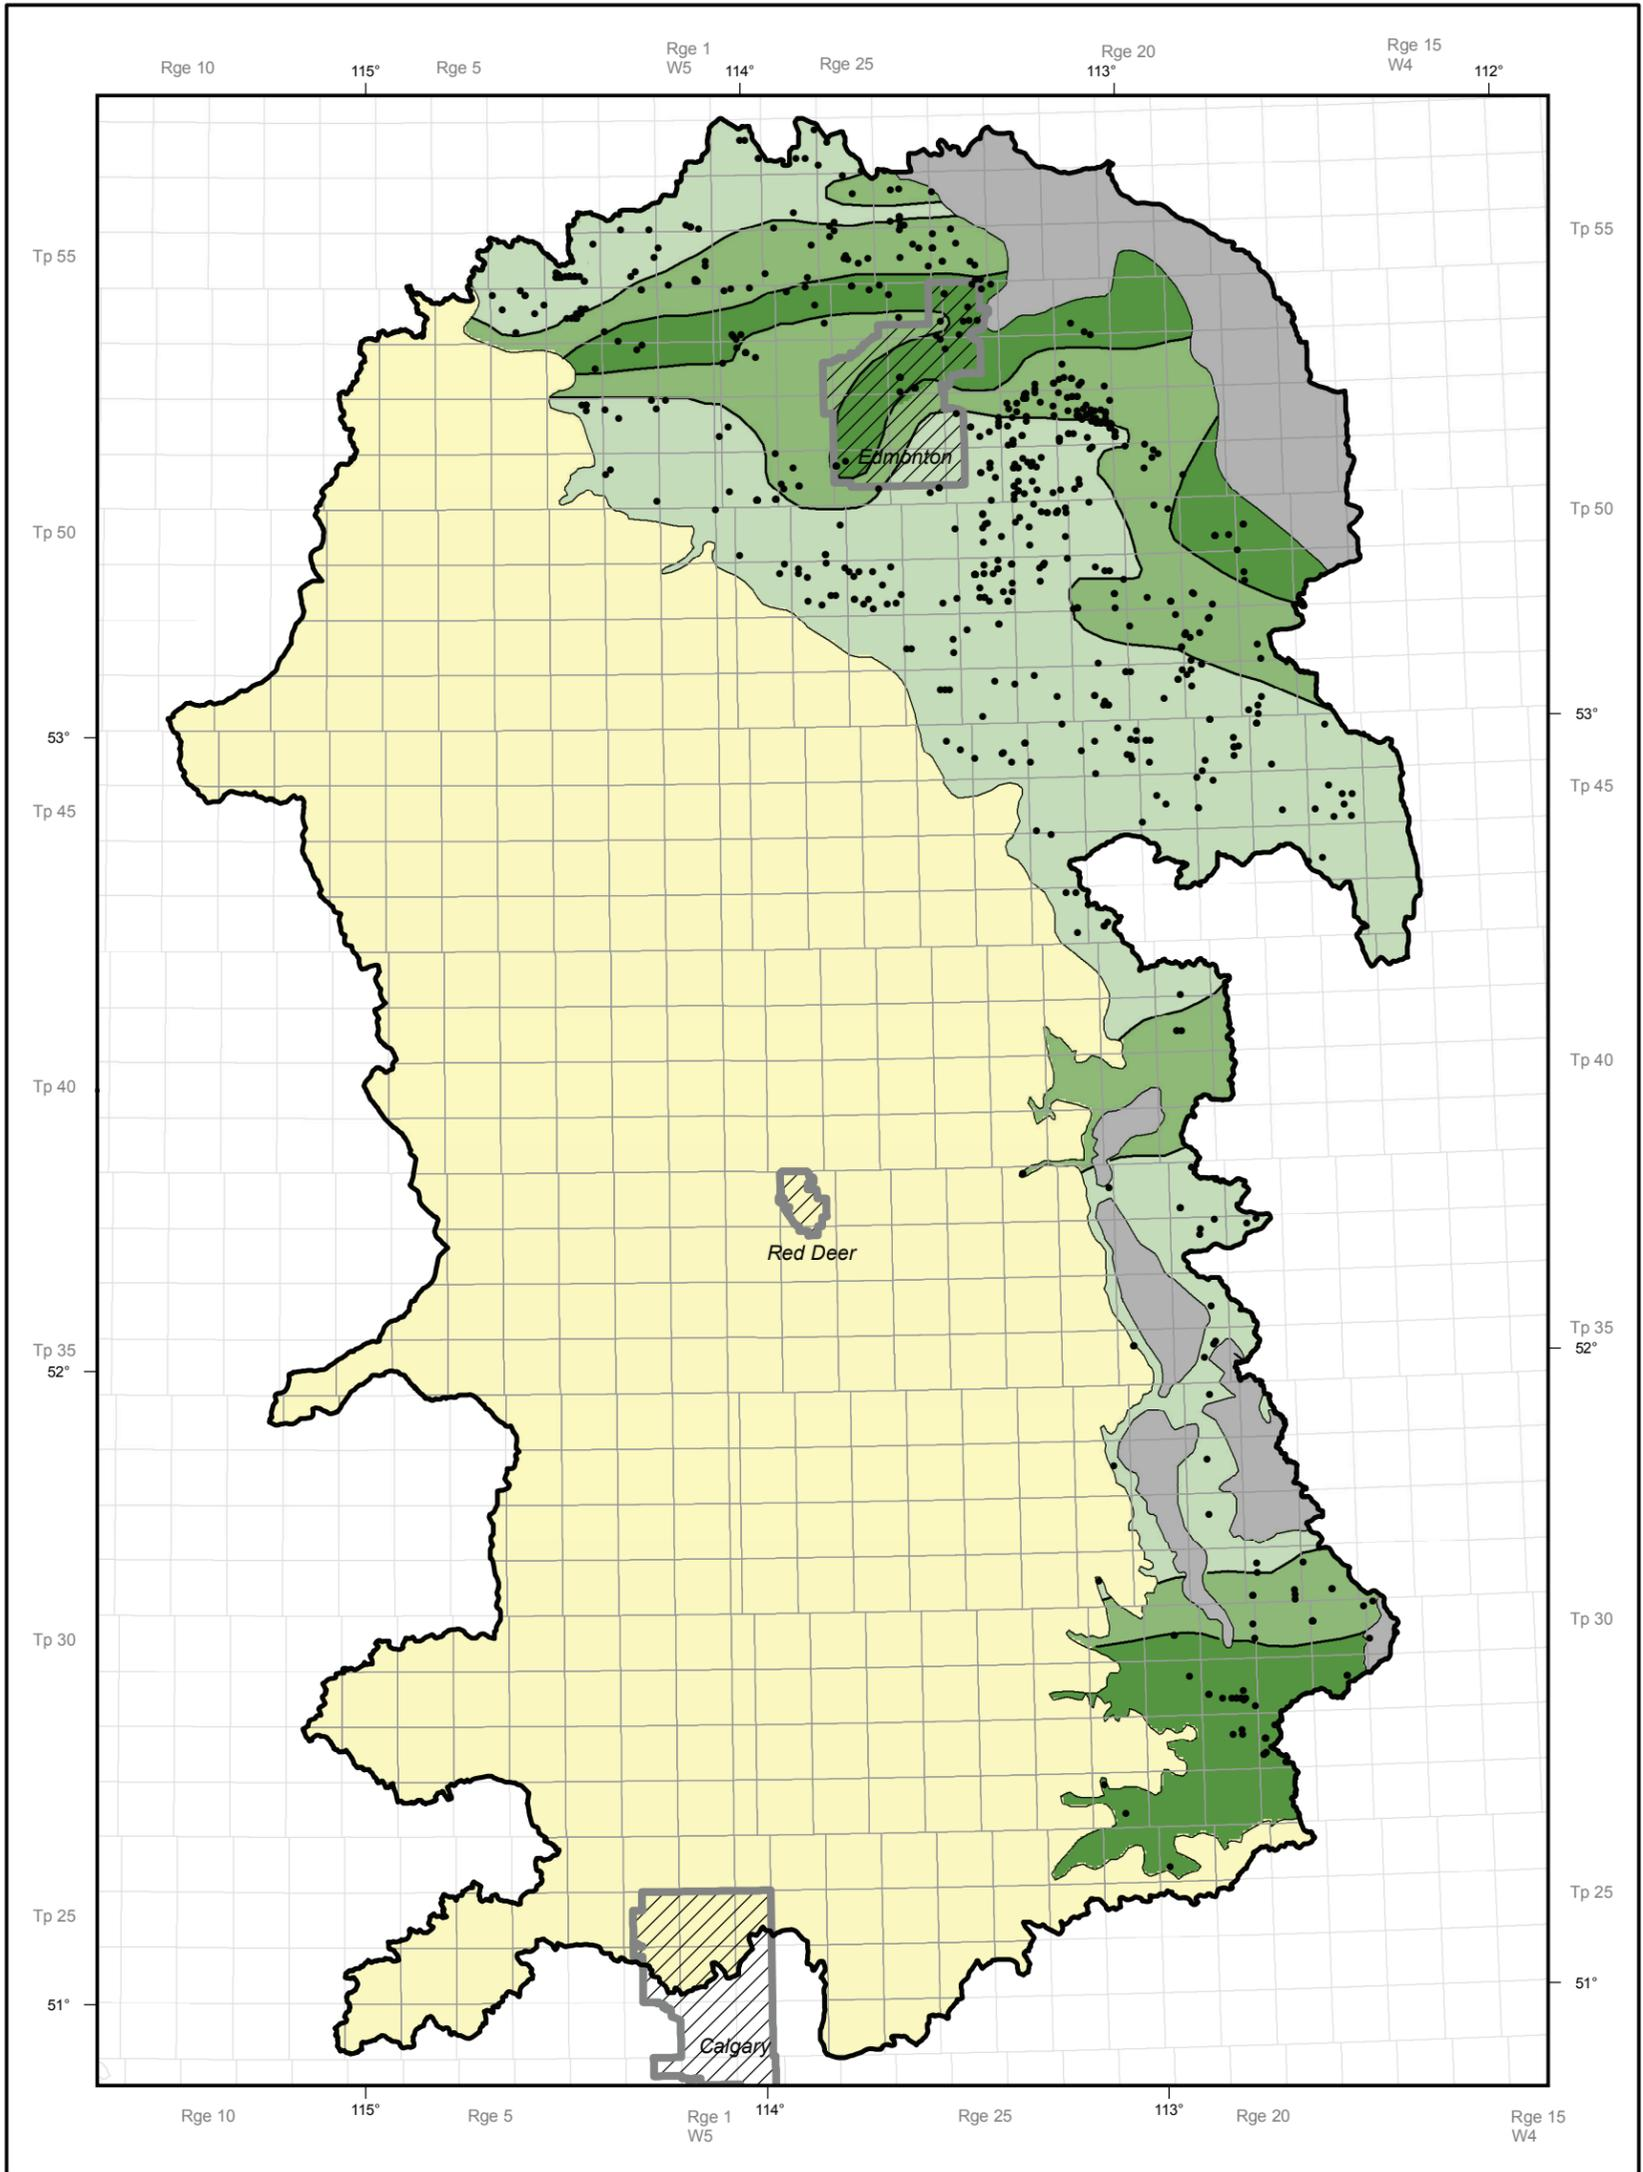 Rge 10
115°
Rge 5
Rge 1
W5
114°
Rge 25
113°
Rge 20
Rge 15
W4
112°
Tp 55
Tp 55
Edmonton
Tp 50
Tp 50
53°
53°
Tp 45
Tp 45
Tp 40
Tp 40
Red Deer
Tp 35
Tp 35
52°
52°
Tp 30
Tp 30
Tp 25
Tp 25
51°
51°
Calgary
Rge 10
115°
Rge 5
Rge 1
W5
114°
Rge 25
113°
Rge 20
Rge 15
W4